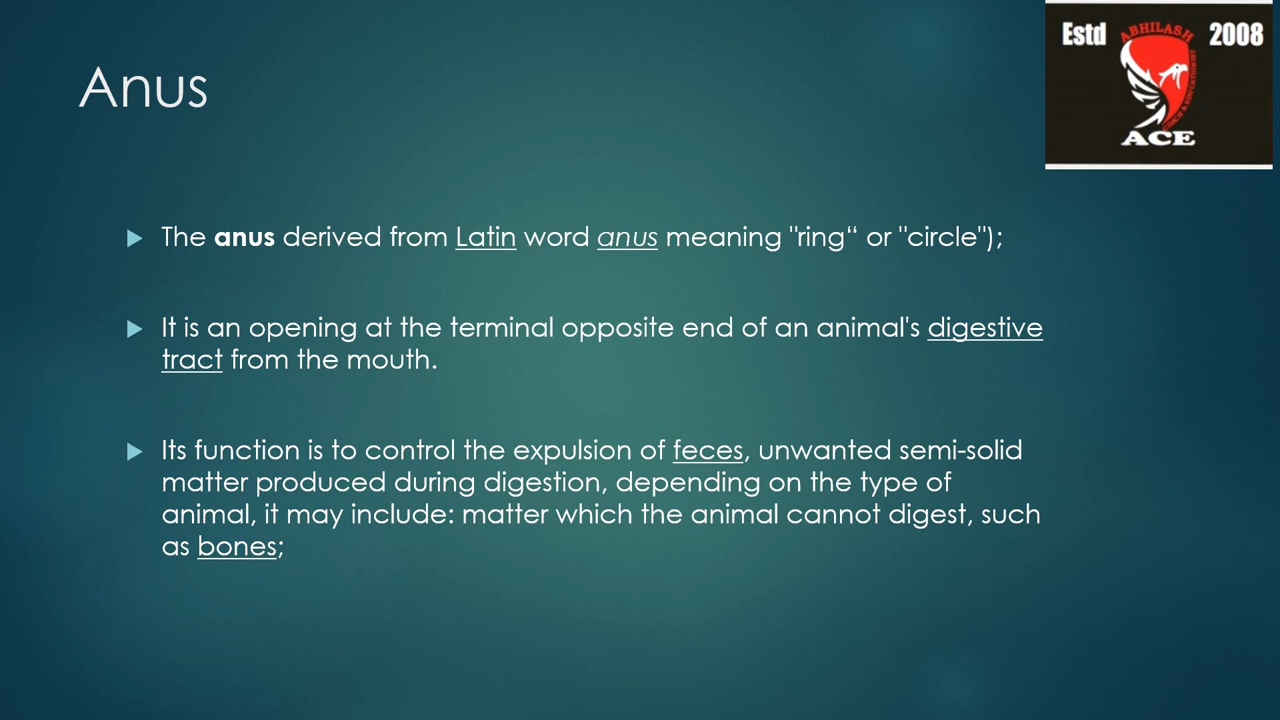 Estd 2008
ABHILASH
COACH & EDUCATIONIST
ACE
Anus
The anus derived from Latin word anus meaning "ring“ or "circle");
It is an opening at the terminal opposite end of an animal's digestive
tract from the mouth.
Its function is to control the expulsion of feces, unwanted semi-solid
matter produced during digestion, depending on the type of
animal, it may include: matter which the animal cannot digest, such
as bones;